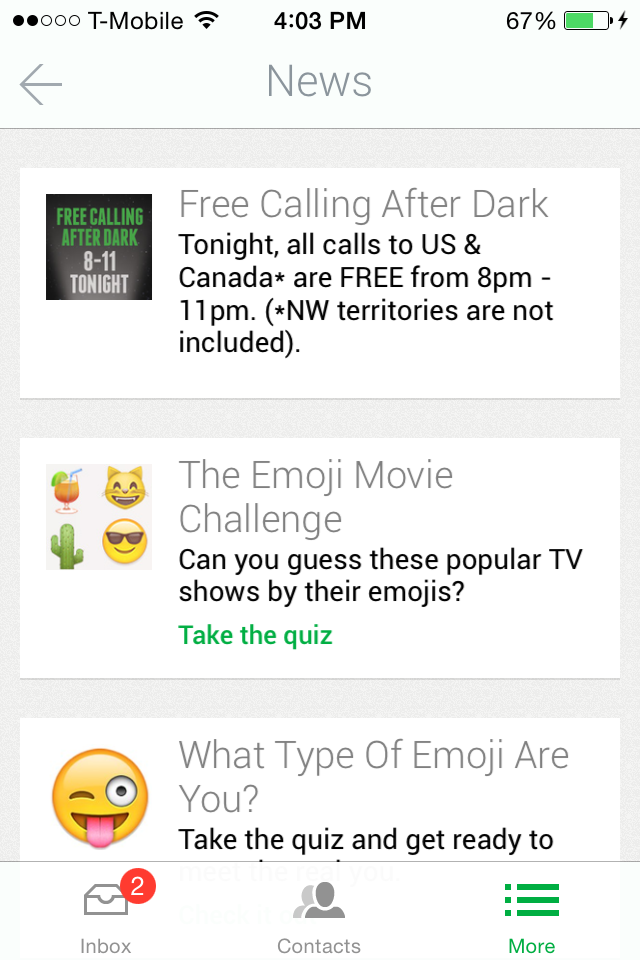 T-Mobile 4:03 PM 67%
News
FREE CALLING
AFTER DARK
8-11
TONIGHT
Free Calling After Dark
Tonight, all calls to US &
Canada* are FREE from 8pm -
11pm. (*NW territories are not
included).
The Emoji Movie
Challenge
Can you guess these popular TV
shows by their emojis?
Take the quiz
What Type Of Emoji Are
You?
Take the quiz and get ready to
meet the real you.
2
Inbox
Contacts
More